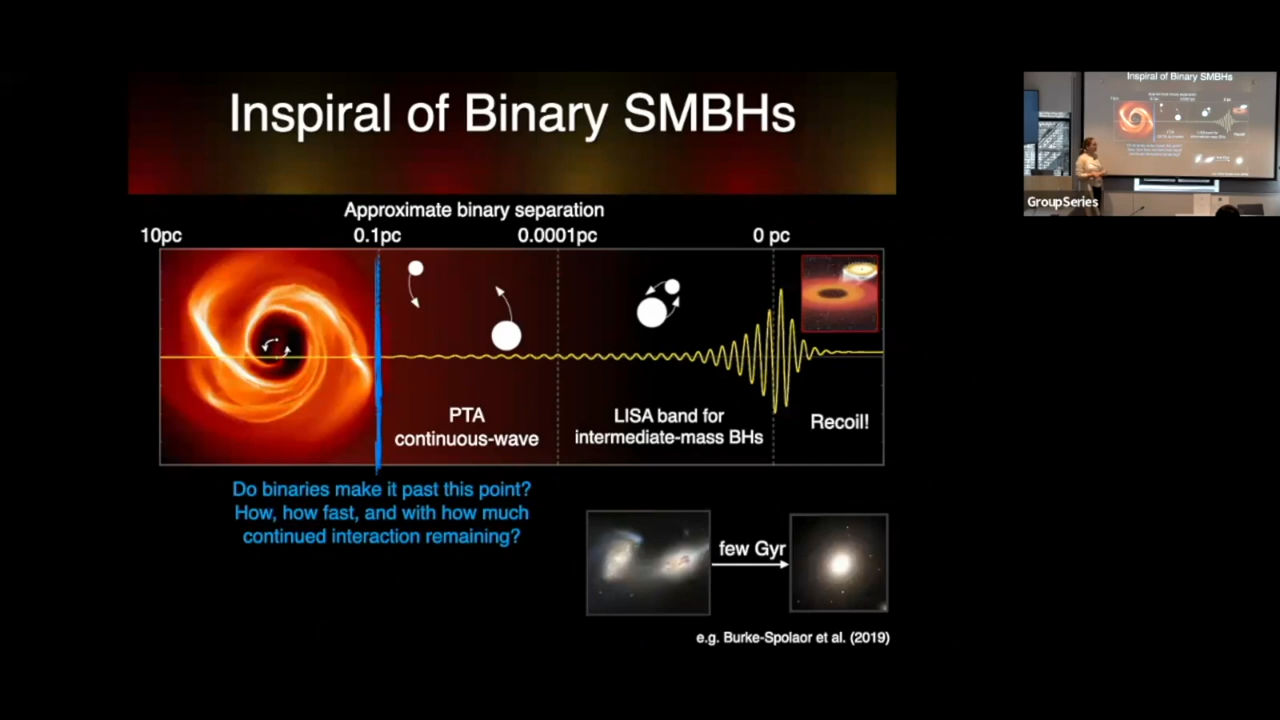 Inspiral of Binary SMBHs
Approximate binary separation
10pc 0.1pc 0.0001pc 0 pc
PTA
continuous-wave
LISA band for
intermediate-mass BHs
Recoil!
Do binaries make it past this point?
How, how fast, and with how much
continued interaction remaining?
few Gyr
e.g. Burke-Spolaor et al. (2019)
Inspiral of Binary SMBHs
GroupSeries